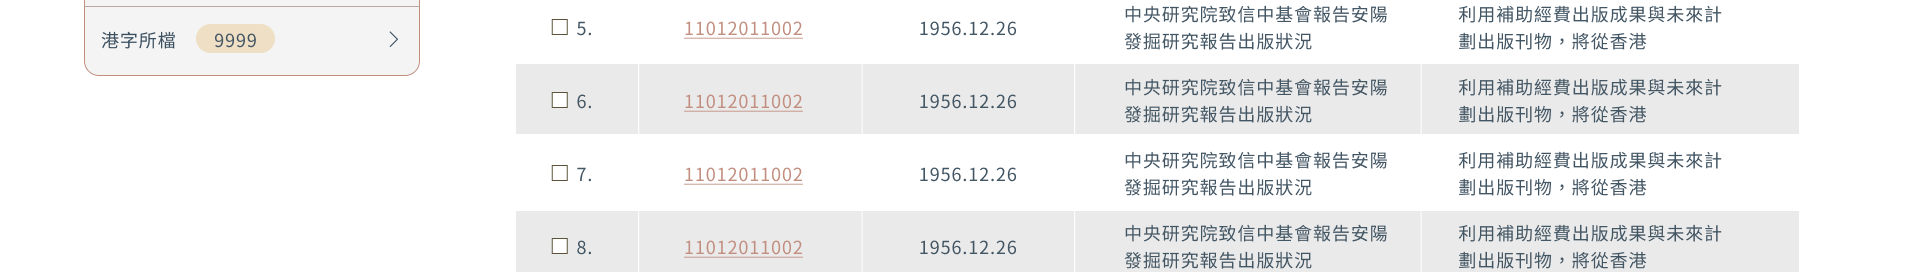 港字所檔 9999
5. 11012011002 1956.12.26 中央研究院致信中基會報告安陽 利用補助經費出版成果與未來計
發掘研究報告出版狀況 劃出版刊物，將從香港
6. 11012011002 1956.12.26 中央研究院致信中基會報告安陽 利用補助經費出版成果與未來計
發掘研究報告出版狀況 劃出版刊物，將從香港
7. 11012011002 1956.12.26 中央研究院致信中基會報告安陽 利用補助經費出版成果與未來計
發掘研究報告出版狀況 劃出版刊物，將從香港
8. 11012011002 1956.12.26 中央研究院致信中基會報告安陽 利用補助經費出版成果與未來計
發掘研究報告出版狀況 劃出版刊物，將從香港